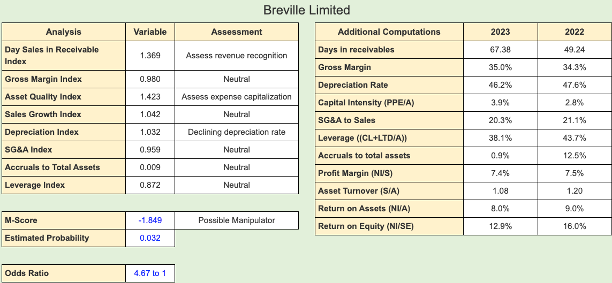 Breville Limited
Analysis Variable Assessment
Day Sales in Receivable
Index 1.369 Assess revenue recognition
Gross Margin Index 0.980 Neutral
Asset Quality Index 1.423 Assess expense capitalization
Sales Growth Index 1.042 Neutral
Depreciation Index 1.032 Declining depreciation rate
SG&A Index 0.959 Neutral
Accruals to Total Assets 0.009 Neutral
Leverage Index 0.872 Neutral
M-Score -1.849 Possible Manipulator
Estimated Probability 0.032
Odds Ratio 4.67 to 1
Additional Computations 2023 2022
Days in receivables 67.38 49.24
Gross Margin 35.0% 34.3%
Depreciation Rate 46.2% 47.6%
Capital Intensity (PPE/A) 3.9% 2.8%
SG&A to Sales 20.3% 21.1%
Leverage ((CL+LTD/A)) 38.1% 43.7%
Accruals to total assets 0.9% 12.5%
Profit Margin (NI/S) 7.4% 7.5%
Asset Turnover (S/A) 1.08 1.20
Return on Assets (NI/A) 8.0% 9.0%
Return on Equity (NI/SE) 12.9% 16.0%